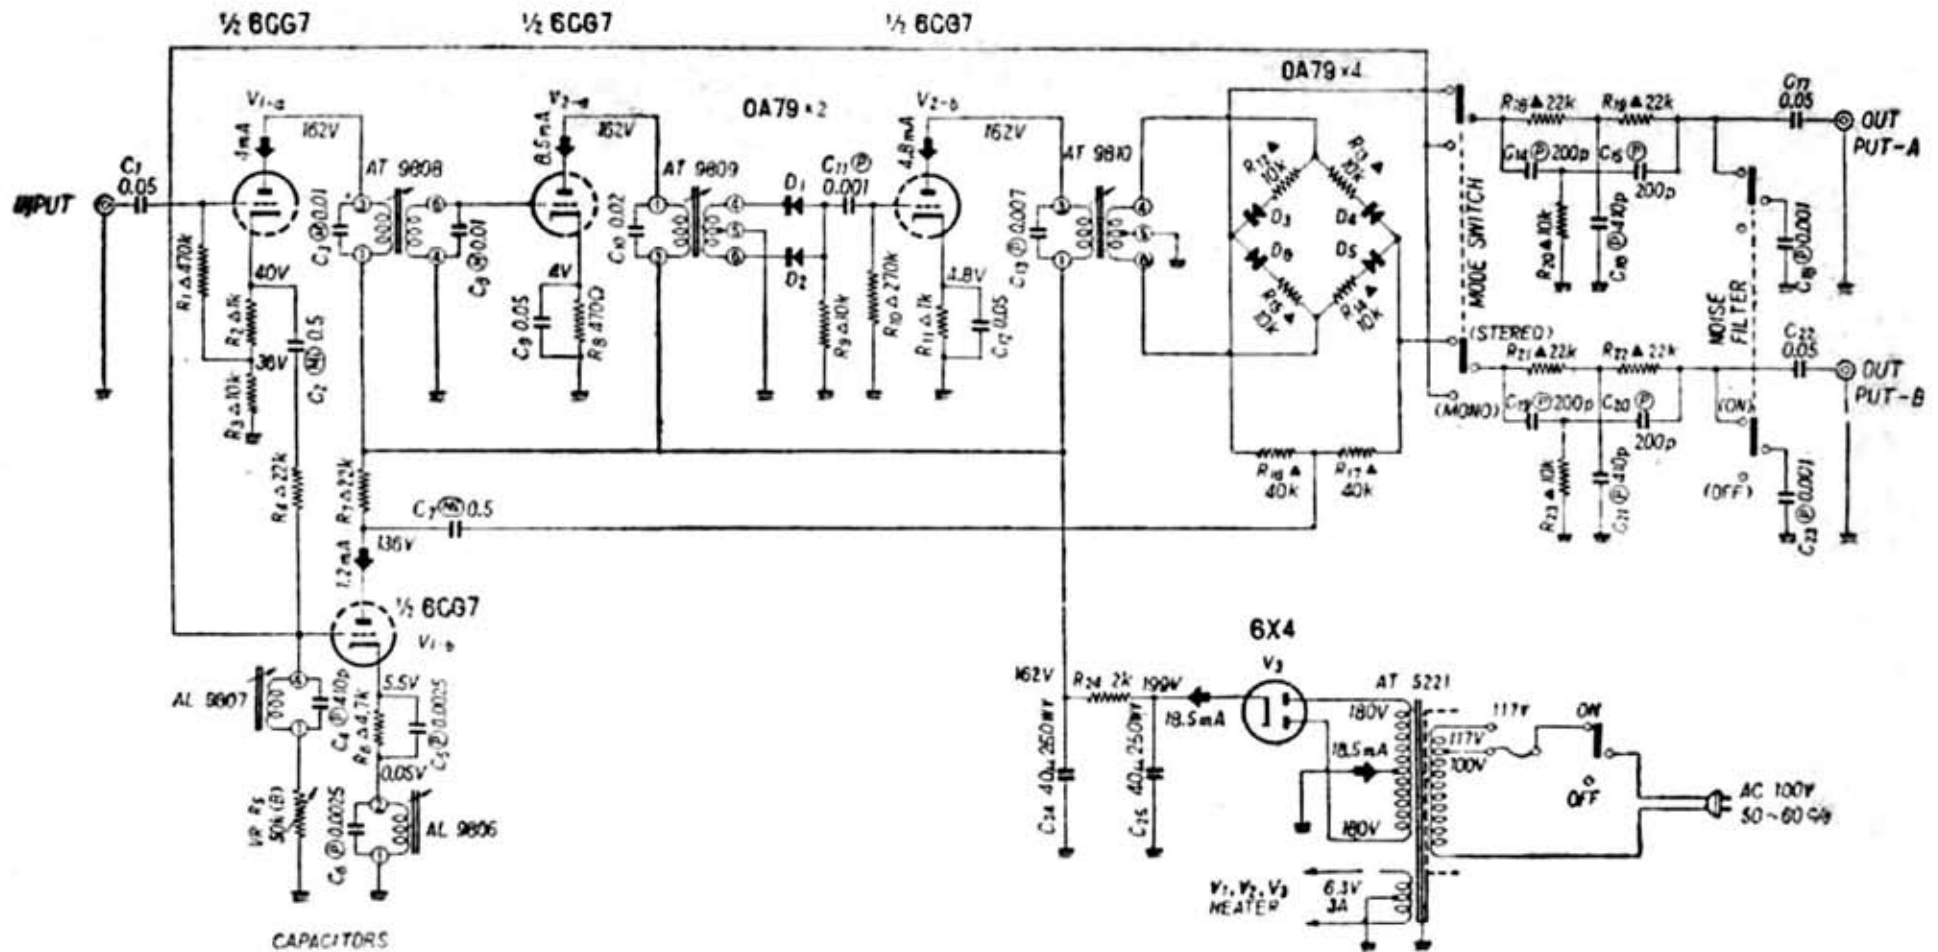 ½ 6CG7
½ 6CG7
½ 6CG7
OA79×4
V1-a
V2-a
OA79×2
V2-b
162V
162V
162V
8.5mA
4.8mA
AT 9808
AT 9809
AT 9810
C1
0.05
INPUT
C3 Ⓜ 0.01
C8 Ⓜ 0.01
C10 0.02
D1
D2
C11 Ⓟ
0.001
C13 Ⓟ 0.007
R1 △ 470k
40V
R2 △ 1k
36V
R3 △ 10k
C2 0.5
4V
C9 0.05
R8 470Ω
R9 △ 10k
R10 △ 270k
4.8V
R11 △ 1k
C12 0.05
R12 ▲
10k
R13 ▲
10k
D3
D4
D6
D5
R15 ▲
10k
R14 ▲
10k
R16 ▲
40k
R17 ▲
40k
MODE SWITCH
(STEREO)
(MONO)
R18 ▲ 22k
R19 ▲ 22k
C14 Ⓟ 200p
C15 Ⓟ
200p
R20 ▲ 10k
C16 Ⓟ 410p
C17
0.05
OUT
PUT-A
C18 Ⓟ 0.001
NOISE
FILTER
R21 ▲ 22k
R22 ▲ 22k
C19 Ⓟ 200p
C20 Ⓟ
200p
R23 ▲ 10k
C21 Ⓟ 410p
(ON)
(OFF)
C22
0.05
OUT
PUT-B
C23 Ⓟ 0.001
R4 △ 22k
R7 △ 22k
C7 0.5
136V
1.2mA
½ 6CG7
V1-b
AL 9807
C4 Ⓟ 410p
5.5V
R6 △ 4.7k
C5 Ⓟ 0.0025
0.05V
VR R5
50k(B)
C6 Ⓟ 0.0025
AL 9806
CAPACITORS
6X4
V3
162V
R24 2k
199V
18.5mA
C24 40μ 250WV
C25 40μ 250WV
180V
18.5mA
180V
AT 5221
117V
117V
100V
ON
OFF
AC 100V
50~60 c/s
V1, V2, V3
HEATER
6.3V